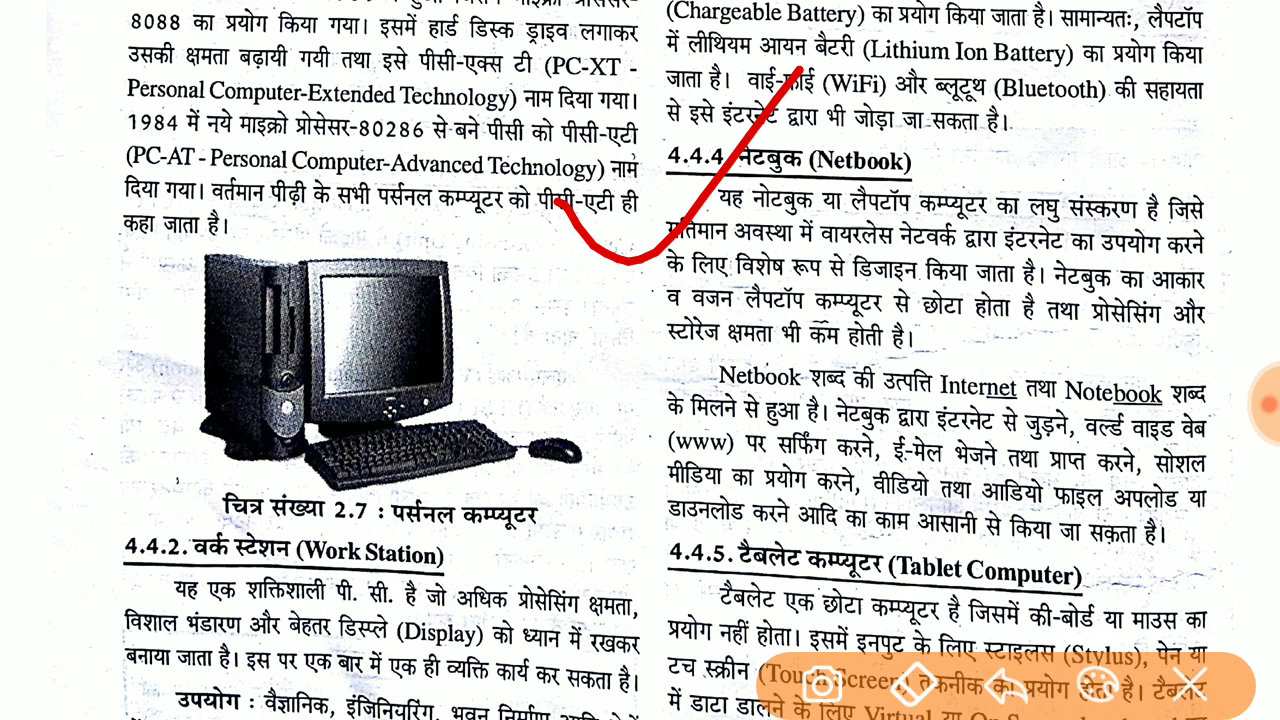 8088 का प्रयोग किया गया। इसमें हार्ड डिस्क ड्राइव लगाकर
उसकी क्षमता बढ़ायी गयी तथा इसे पीसी-एक्स टी (PC-XT -
Personal Computer-Extended Technology) नाम दिया गया।
1984 में नये माइक्रो प्रोसेसर-80286 से बने पीसी को पीसी-एटी
(PC-AT - Personal Computer-Advanced Technology) नाम
दिया गया। वर्तमान पीढ़ी के सभी पर्सनल कम्प्यूटर को पीसी-एटी ही
कहा जाता है।
चित्र संख्या 2.7 : पर्सनल कम्प्यूटर
4.4.2. वर्क स्टेशन (Work Station)
यह एक शक्तिशाली पी. सी. है जो अधिक प्रोसेसिंग क्षमता,
विशाल भंडारण और बेहतर डिस्प्ले (Display) को ध्यान में रखकर
बनाया जाता है। इस पर एक बार में एक ही व्यक्ति कार्य कर सकता है।
उपयोग : वैज्ञानिक, इंजिनियरिंग, भवन निर्माण आदि
(Chargeable Battery) का प्रयोग किया जाता है। सामान्यतः, लैपटॉप
में लीथियम आयन बैटरी (Lithium Ion Battery) का प्रयोग किया
जाता है। वाई-फाई (WiFi) और ब्लूटूथ (Bluetooth) की सहायता
से इसे इंटरनेट द्वारा भी जोड़ा जा सकता है।
4.4.4. नेटबुक (Netbook)
यह नोटबुक या लैपटॉप कम्प्यूटर का लघु संस्करण है जिसे
गतिमान अवस्था में वायरलेस नेटवर्क द्वारा इंटरनेट का उपयोग करने
के लिए विशेष रूप से डिजाइन किया जाता है। नेटबुक का आकार
व वजन लैपटॉप कम्प्यूटर से छोटा होता है तथा प्रोसेसिंग और
स्टोरेज क्षमता भी कम होती है।
Netbook शब्द की उत्पत्ति Internet तथा Notebook शब्द
के मिलने से हुआ है। नेटबुक द्वारा इंटरनेट से जुड़ने, वर्ल्ड वाइड वेब
(www) पर सर्फिंग करने, ई-मेल भेजने तथा प्राप्त करने, सोशल
मीडिया का प्रयोग करने, वीडियो तथा आडियो फाइल अपलोड या
डाउनलोड करने आदि का काम आसानी से किया जा सकता है।
4.4.5. टैबलेट कम्प्यूटर (Tablet Computer)
टैबलेट एक छोटा कम्प्यूटर है जिसमें की-बोर्ड या माउस का
प्रयोग नहीं होता। इसमें इनपुट के लिए स्टाइलस (Stylus), पेन या
टच स्क्रीन (Touch Screen) तकनीक का प्रयोग होता है। टैबलेट
में डाटा डालने के लिए Virtual या